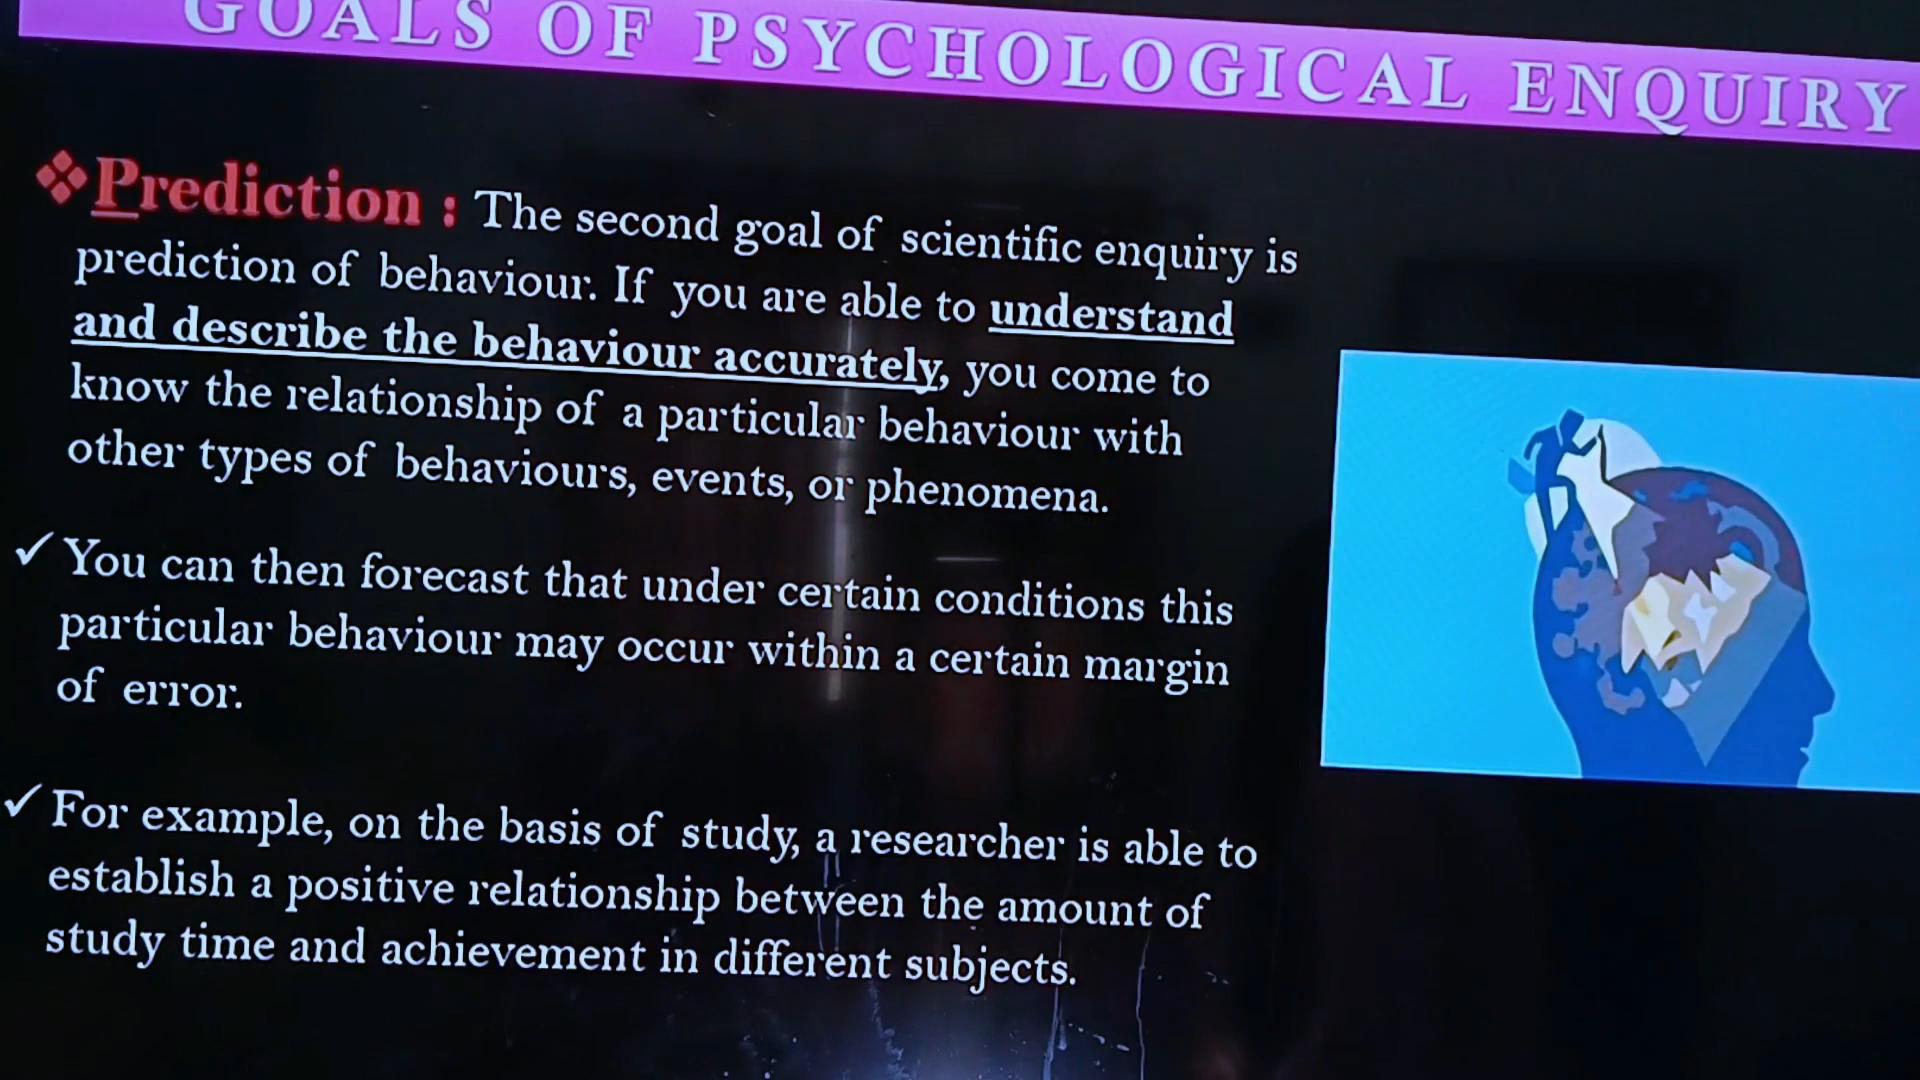 GOALS OF PSYCHOLOGICAL ENQUIRY
❖Prediction : The second goal of scientific enquiry is
prediction of behaviour. If you are able to understand
and describe the behaviour accurately, you come to
know the relationship of a particular behaviour with
other types of behaviours, events, or phenomena.
✓You can then forecast that under certain conditions this
particular behaviour may occur within a certain margin
of error.
✓For example, on the basis of study, a researcher is able to
establish a positive relationship between the amount of
study time and achievement in different subjects.